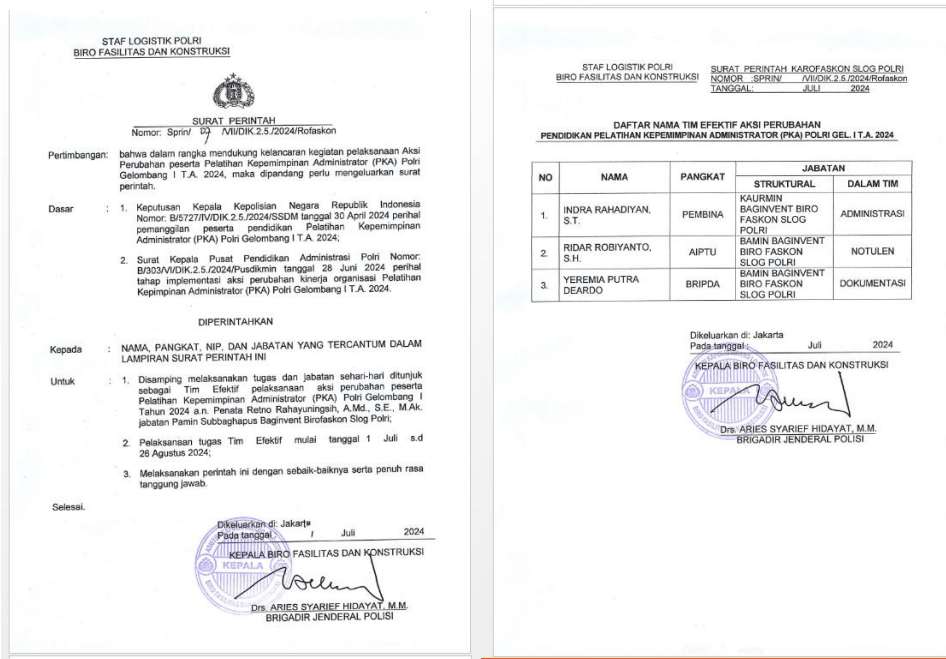 STAF LOGISTIK POLRI
BIRO FASILITAS DAN KONSTRUKSI
SURAT PERINTAH
Nomor: Sprin/ /VII/DIK.2.5./2024/Rofaskon
Pertimbangan: bahwa dalam rangka mendukung kelancaran kegiatan pelaksanaan Aksi
Perubahan peserta Pelatihan Kepemimpinan Administrator (PKA) Polri
Gelombang I T.A. 2024, maka dipandang perlu mengeluarkan surat
perintah.
Dasar : 1. Keputusan Kepala Kepolisian Negara Republik Indonesia
Nomor: B/5727/IV/DIK.2.5./2024/SSDM tanggal 30 April 2024 perihal
pemanggilan peserta pendidikan Pelatihan Kepemimpinan
Administrator (PKA) Polri Gelombang I T.A. 2024;
2. Surat Kepala Pusat Pendidikan Administrasi Polri Nomor:
B/303/VI/DIK.2.5./2024/Pusdikmin tanggal 28 Juni 2024 perihal
tahap implementasi aksi perubahan kinerja organisasi Pelatihan
Kepimpinan Administrator (PKA) Polri Gelombang I T.A. 2024.
DIPERINTAHKAN
Kepada : NAMA, PANGKAT, NIP, DAN JABATAN YANG TERCANTUM DALAM
LAMPIRAN SURAT PERINTAH INI
Untuk : 1. Disamping melaksanakan tugas dan jabatan sehari-hari ditunjuk
sebagai Tim Efektif pelaksanaan aksi perubahan peserta
Pelatihan Kepemimpinan Administrator (PKA) Polri Gelombang I
Tahun 2024 a.n. Penata Retno Rahayuningsih, A.Md., S.E., M.Ak.
jabatan Pamin Subbaghapus Baginvent Birofaskon Slog Polri;
2. Pelaksanaan tugas Tim Efektif mulai tanggal 1 Juli s.d
26 Agustus 2024;
3. Melaksanakan perintah ini dengan sebaik-baiknya serta penuh rasa
tanggung jawab.
Selesai.
Dikeluarkan di: Jakarta
Pada tanggal : 1 Juli 2024
KEPALA BIRO FASILITAS DAN KONSTRUKSI
KEPALA
Drs. ARIES SYARIEF HIDAYAT, M.M.
BRIGADIR JENDERAL POLISI
STAF LOGISTIK POLRI
BIRO FASILITAS DAN KONSTRUKSI
SURAT PERINTAH KAROFASKON SLOG POLRI
NOMOR :SPRIN/ /VII/DIK.2.5./2024/Rofaskon
TANGGAL: JULI 2024
DAFTAR NAMA TIM EFEKTIF AKSI PERUBAHAN
PENDIDIKAN PELATIHAN KEPEMIMPINAN ADMINISTRATOR (PKA) POLRI GEL. I T.A. 2024
NO NAMA PANGKAT JABATAN
STRUKTURAL DALAM TIM
1. INDRA RAHADIYAN, S.T. PEMBINA KAURMIN BAGINVENT BIRO FASKON SLOG POLRI ADMINISTRASI
2. RIDAR ROBIYANTO, S.H. AIPTU BAMIN BAGINVENT BIRO FASKON SLOG POLRI NOTULEN
3. YEREMIA PUTRA DEARDO BRIPDA BAMIN BAGINVENT BIRO FASKON SLOG POLRI DOKUMENTASI
Dikeluarkan di: Jakarta
Pada tanggal : Juli 2024
KEPALA BIRO FASILITAS DAN KONSTRUKSI
KEPALA
Drs. ARIES SYARIEF HIDAYAT, M.M.
BRIGADIR JENDERAL POLISI